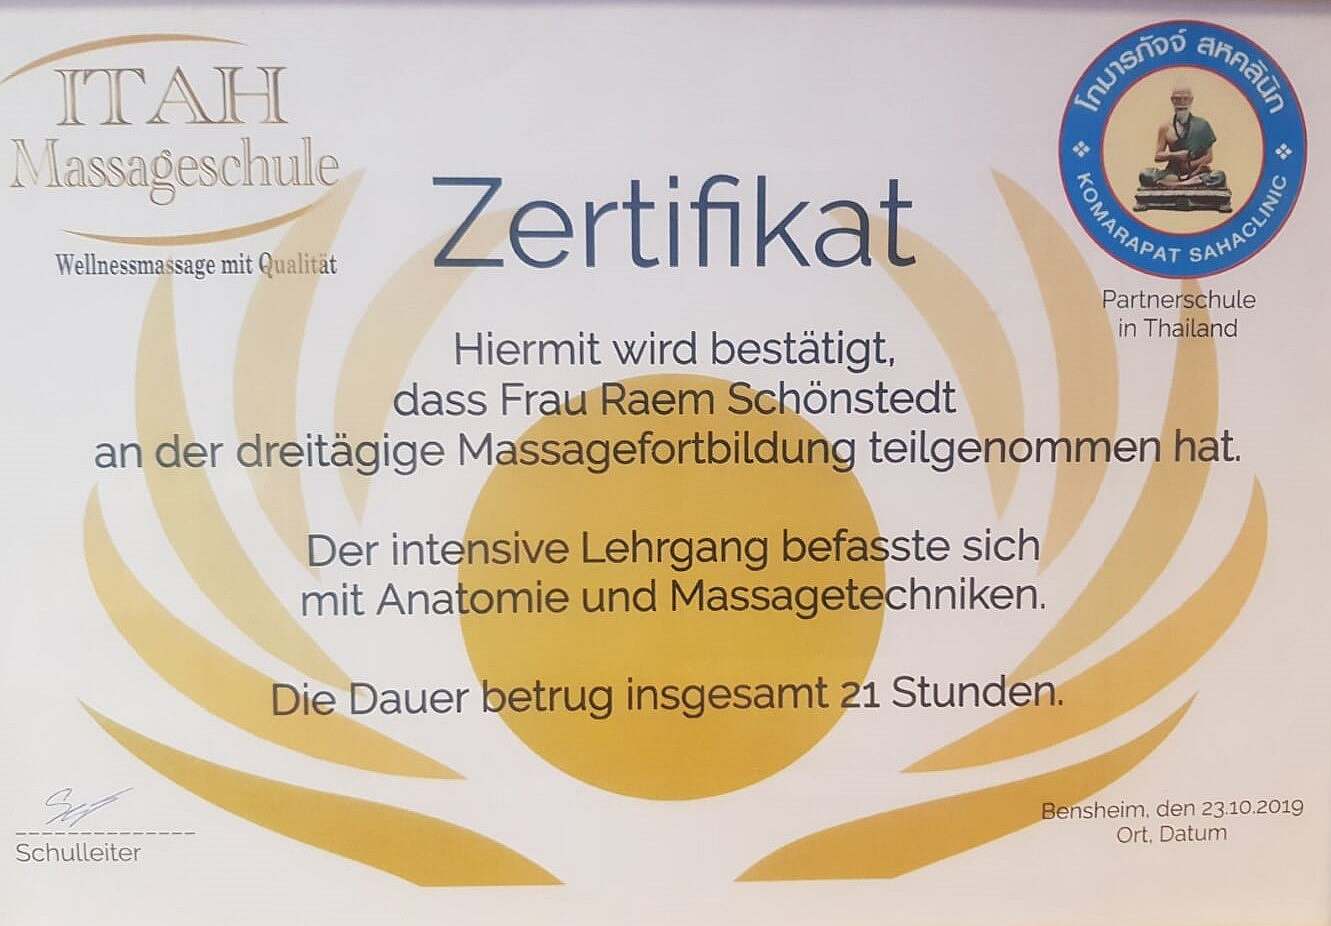 ITAH
Massageschule
Wellnessmassage mit Qualität
โกมารภัจจ์ สหคลินิก
KOMARAPAT SAHACLINIC
Partnerschule
in Thailand
Zertifikat
Hiermit wird bestätigt,
dass Frau Raem Schönstedt
an der dreitägige Massagefortbildung teilgenommen hat.
Der intensive Lehrgang befasste sich
mit Anatomie und Massagetechniken.
Die Dauer betrug insgesamt 21 Stunden.
Schulleiter
Bensheim, den 23.10.2019
Ort, Datum